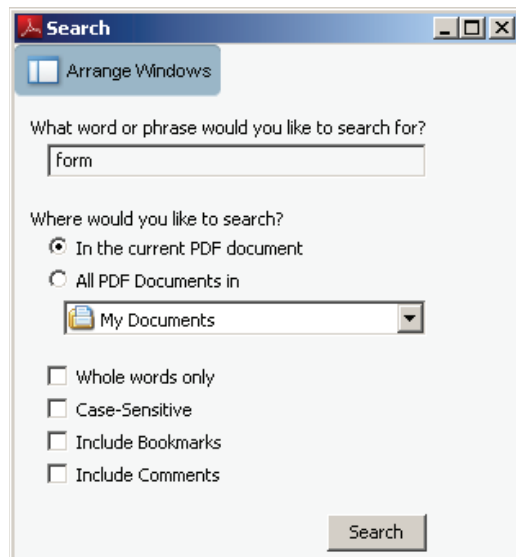 Search
Arrange Windows
What word or phrase would you like to search for?
form
Where would you like to search?
In the current PDF document
All PDF Documents in
My Documents
Whole words only
Case-Sensitive
Include Bookmarks
Include Comments
Search